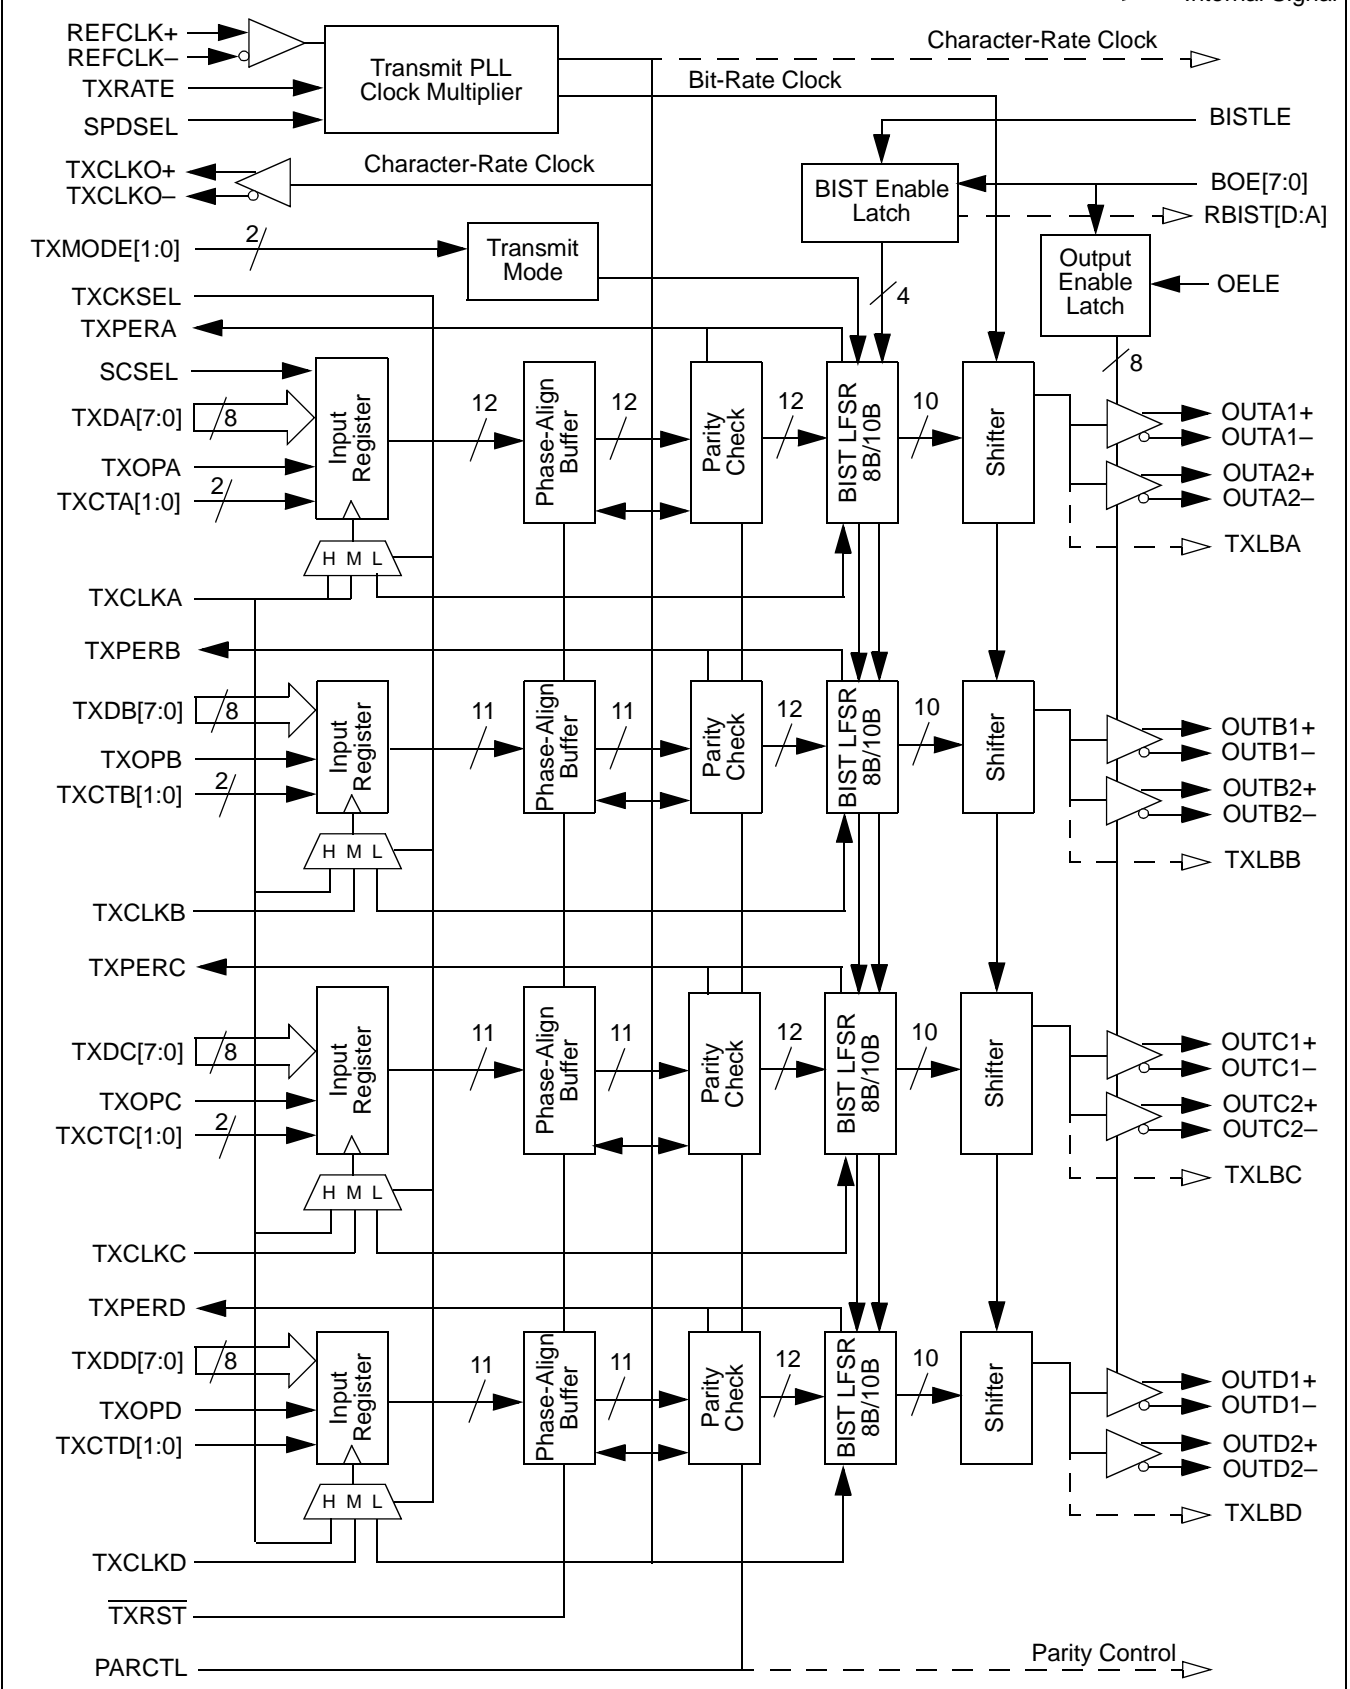 Internal Signal
REFCLK+
REFCLK–
TXRATE
SPDSEL
Transmit PLL
Clock Multiplier
Character-Rate Clock
Bit-Rate Clock
BISTLE
TXCLKO+
TXCLKO–
Character-Rate Clock
BIST Enable
Latch
BOE[7:0]
RBIST[D:A]
TXMODE[1:0]
2
Transmit
Mode
Output
Enable
Latch
OELE
TXCKSEL
4
TXPERA
8
SCSEL
TXDA[7:0]
8
TXOPA
TXCTA[1:0]
2
Input
Register
12
Phase-Align
Buffer
12
Parity
Check
12
BIST LFSR
8B/10B
10
Shifter
OUTA1+
OUTA1–
OUTA2+
OUTA2–
TXLBA
H M L
TXCLKA
TXPERB
TXDB[7:0]
8
TXOPB
TXCTB[1:0]
2
Input
Register
11
Phase-Align
Buffer
11
Parity
Check
12
BIST LFSR
8B/10B
10
Shifter
OUTB1+
OUTB1–
OUTB2+
OUTB2–
TXLBB
H M L
TXCLKB
TXPERC
TXDC[7:0]
8
TXOPC
TXCTC[1:0]
2
Input
Register
11
Phase-Align
Buffer
11
Parity
Check
12
BIST LFSR
8B/10B
10
Shifter
OUTC1+
OUTC1–
OUTC2+
OUTC2–
TXLBC
H M L
TXCLKC
TXPERD
TXDD[7:0]
8
TXOPD
TXCTD[1:0]
Input
Register
11
Phase-Align
Buffer
11
Parity
Check
12
BIST LFSR
8B/10B
10
Shifter
OUTD1+
OUTD1–
OUTD2+
OUTD2–
TXLBD
H M L
TXCLKD
TXRST
PARCTL
Parity Control